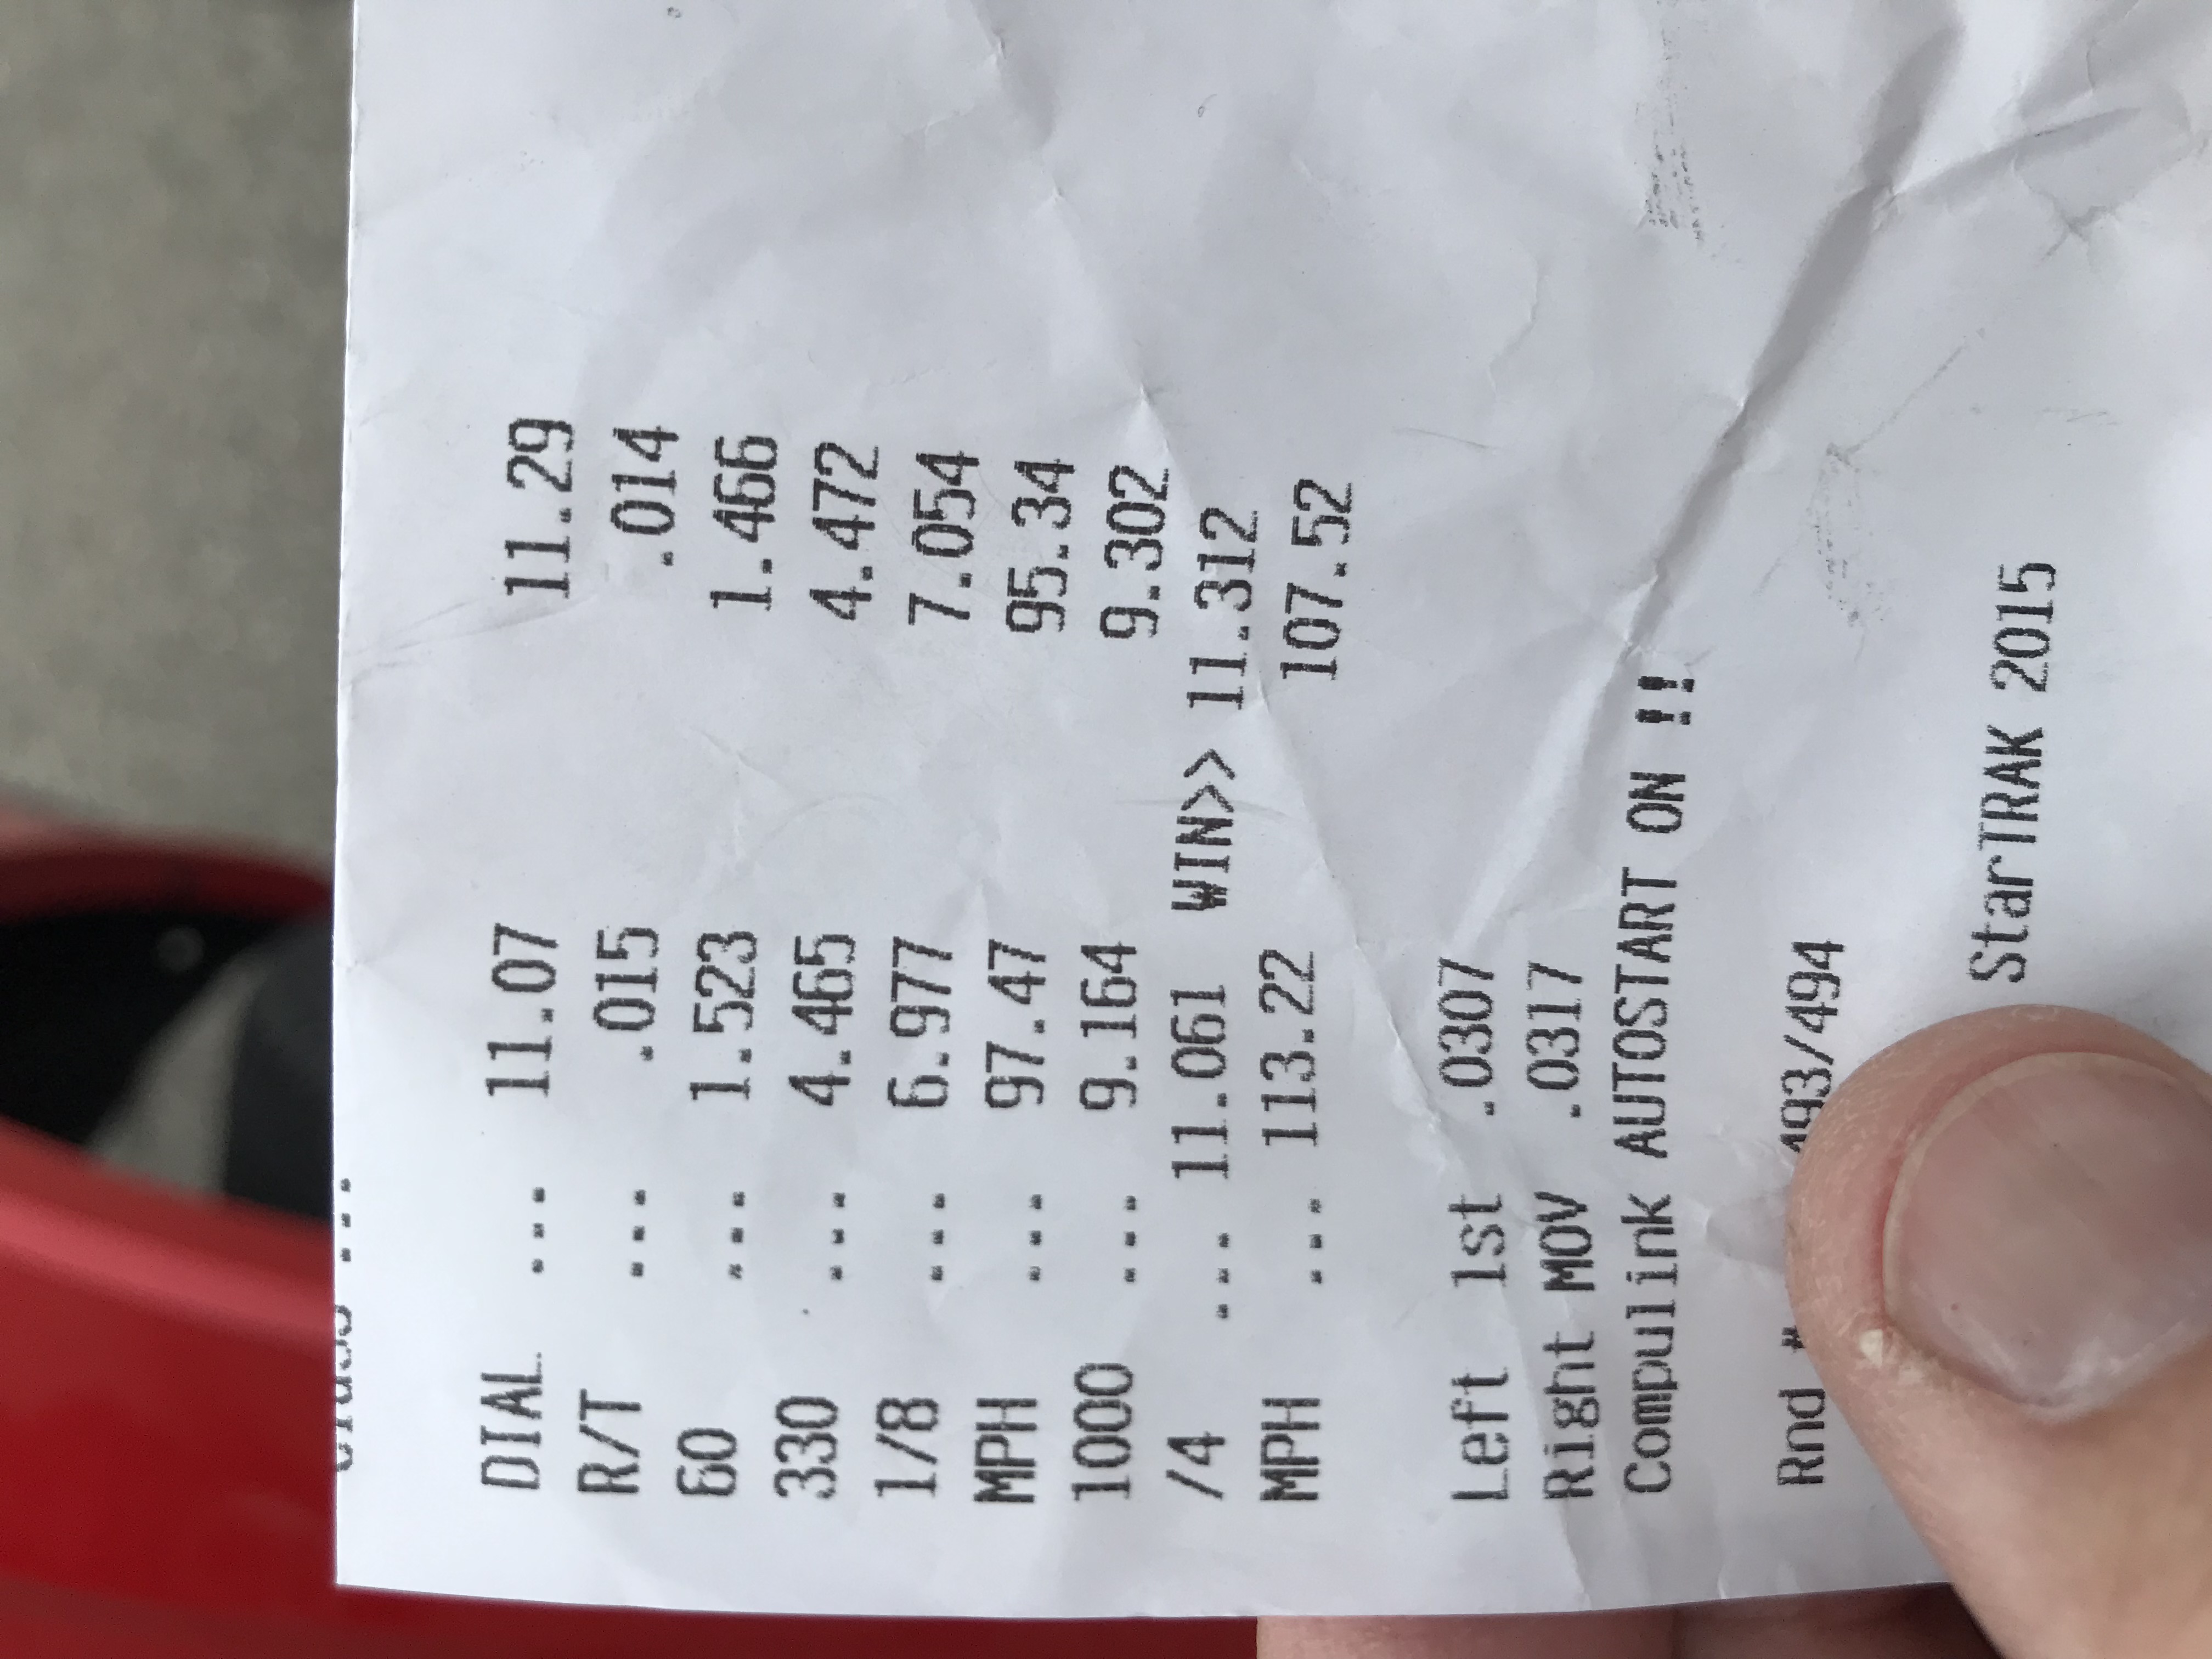 DIAL ... 11.07 11.29
R/T ... .015 .014
60 ... 1.523 1.466
330 ... 4.465 4.472
1/8 ... 6.977 7.054
MPH ... 97.47 95.34
1000 ... 9.164 9.302
/4 ... 11.061 WIN>> 11.312
MPH ... 113.22 107.52
Left 1st .0307
Right MOV .0317
Compulink AUTOSTART ON !!
Rnd # 493/494
StarTRAK 2015